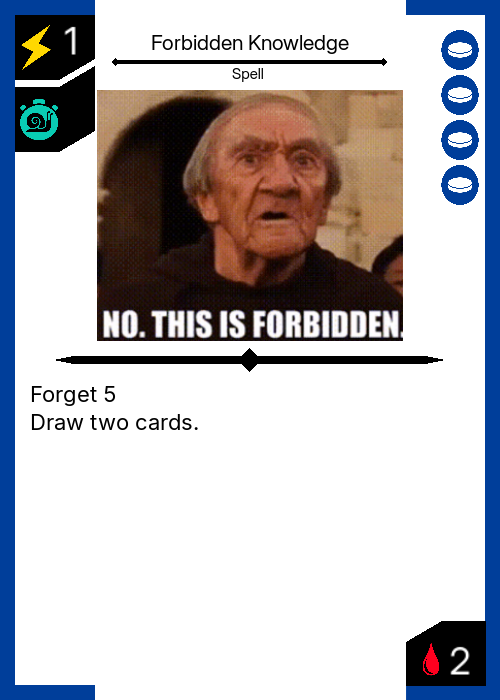 1
Forbidden Knowledge
Spell
NO. THIS IS FORBIDDEN.
Forget 5
Draw two cards.
2